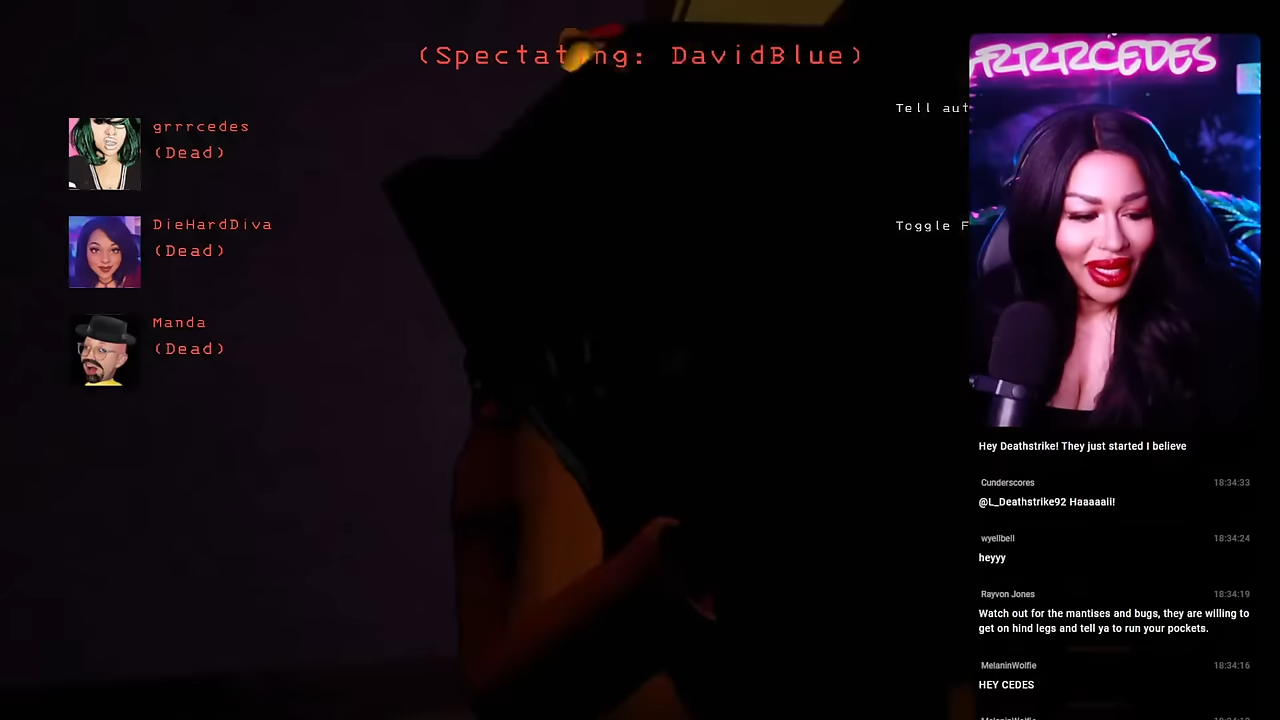 (Spectating: DavidBlue)
grrrcedes
(Dead)
DieHardDiva
(Dead)
Manda
(Dead)
Tell aut
Toggle F
RRRCEDES
Hey Deathstrike! They just started I believe
Cunderscores 18:34:33
@L_Deathstrike92 Haaaaaii!
wyellbell 18:34:24
heyyy
Rayvon Jones 18:34:19
Watch out for the mantises and bugs, they are willing to
get on hind legs and tell ya to run your pockets.
MelaninWolfie 18:34:16
HEY CEDES